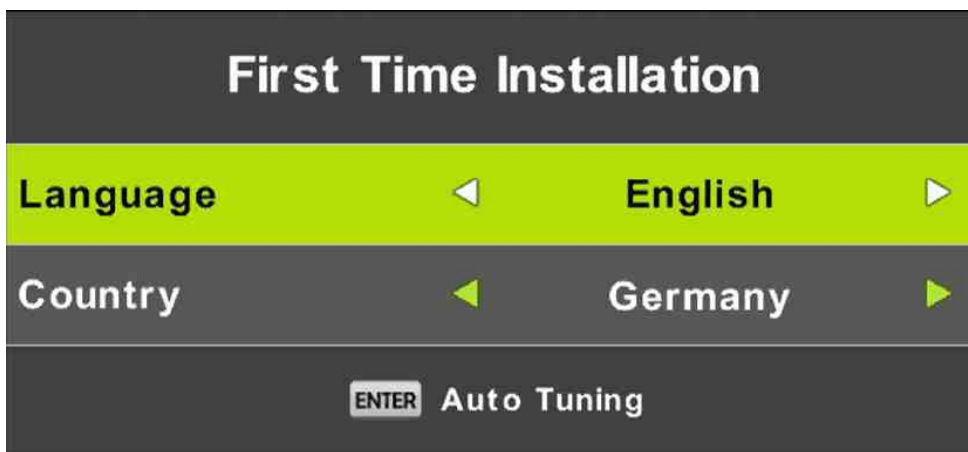 First Time Installation
Language English
Country Germany
ENTER Auto Tuning